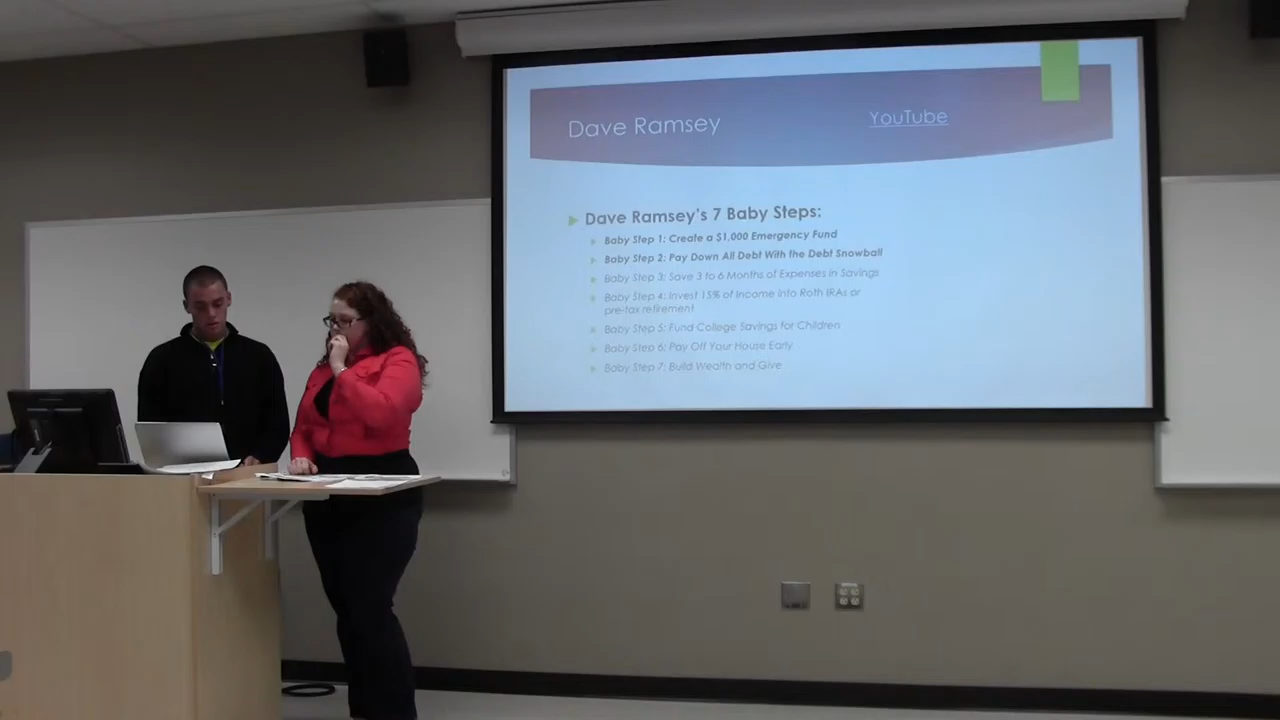 Dave Ramsey
YouTube
Dave Ramsey's 7 Baby Steps:
Baby Step 1: Create a $1,000 Emergency Fund
Baby Step 2: Pay Down All Debt With the Debt Snowball
Baby Step 3: Save 3 to 6 Months of Expenses in Savings
Baby Step 4: Invest 15% of Income into Roth IRAs or
pre-tax retirement
Baby Step 5: Fund College Savings for Children
Baby Step 6: Pay Off Your House Early
Baby Step 7: Build Wealth and Give